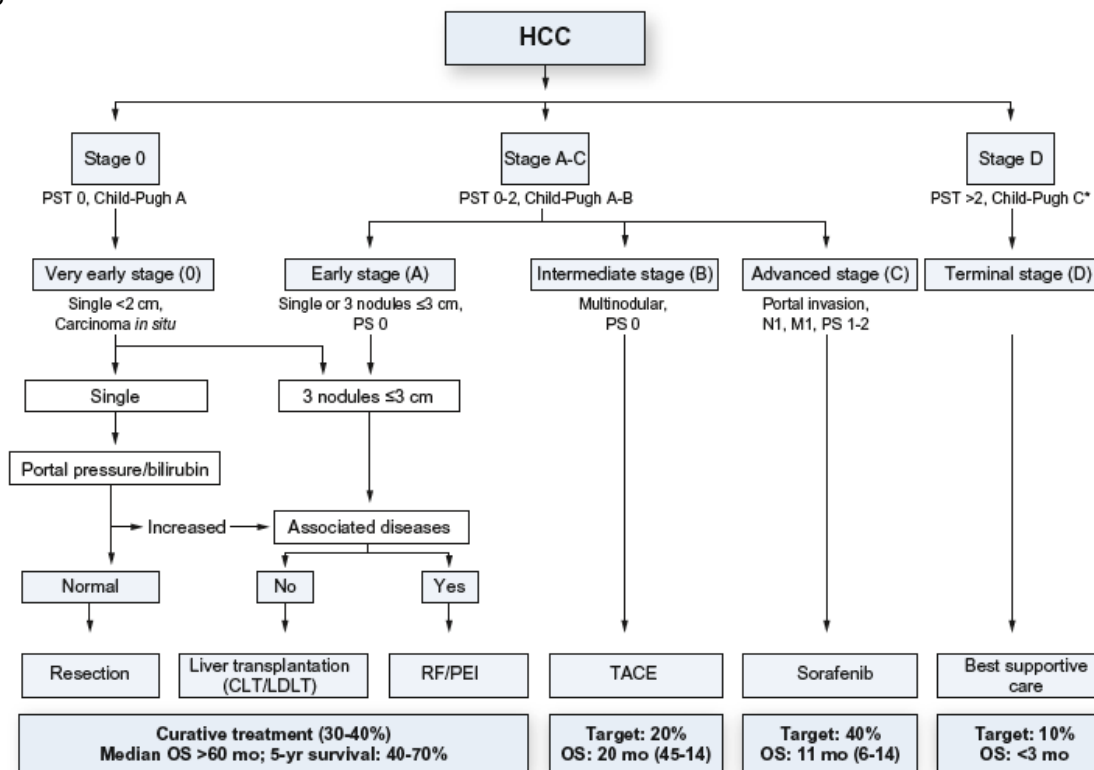 HCC
Stage 0
Stage A-C
Stage D
PST 0, Child-Pugh A
PST 0-2, Child-Pugh A-B
PST >2, Child-Pugh C*
Very early stage (0)
Early stage (A)
Intermediate stage (B)
Advanced stage (C)
Terminal stage (D)
Single <2 cm,
Carcinoma in situ
Single or 3 nodules ≤3 cm,
PS 0
Multinodular,
PS 0
Portal invasion,
N1, M1, PS 1-2
Single
3 nodules ≤3 cm
Portal pressure/bilirubin
Increased
Associated diseases
Normal
No
Yes
Resection
Liver transplantation
(CLT/LDLT)
RF/PEI
TACE
Sorafenib
Best supportive
care
Curative treatment (30-40%)
Median OS >60 mo; 5-yr survival: 40-70%
Target: 20%
OS: 20 mo (45-14)
Target: 40%
OS: 11 mo (6-14)
Target: 10%
OS: <3 mo